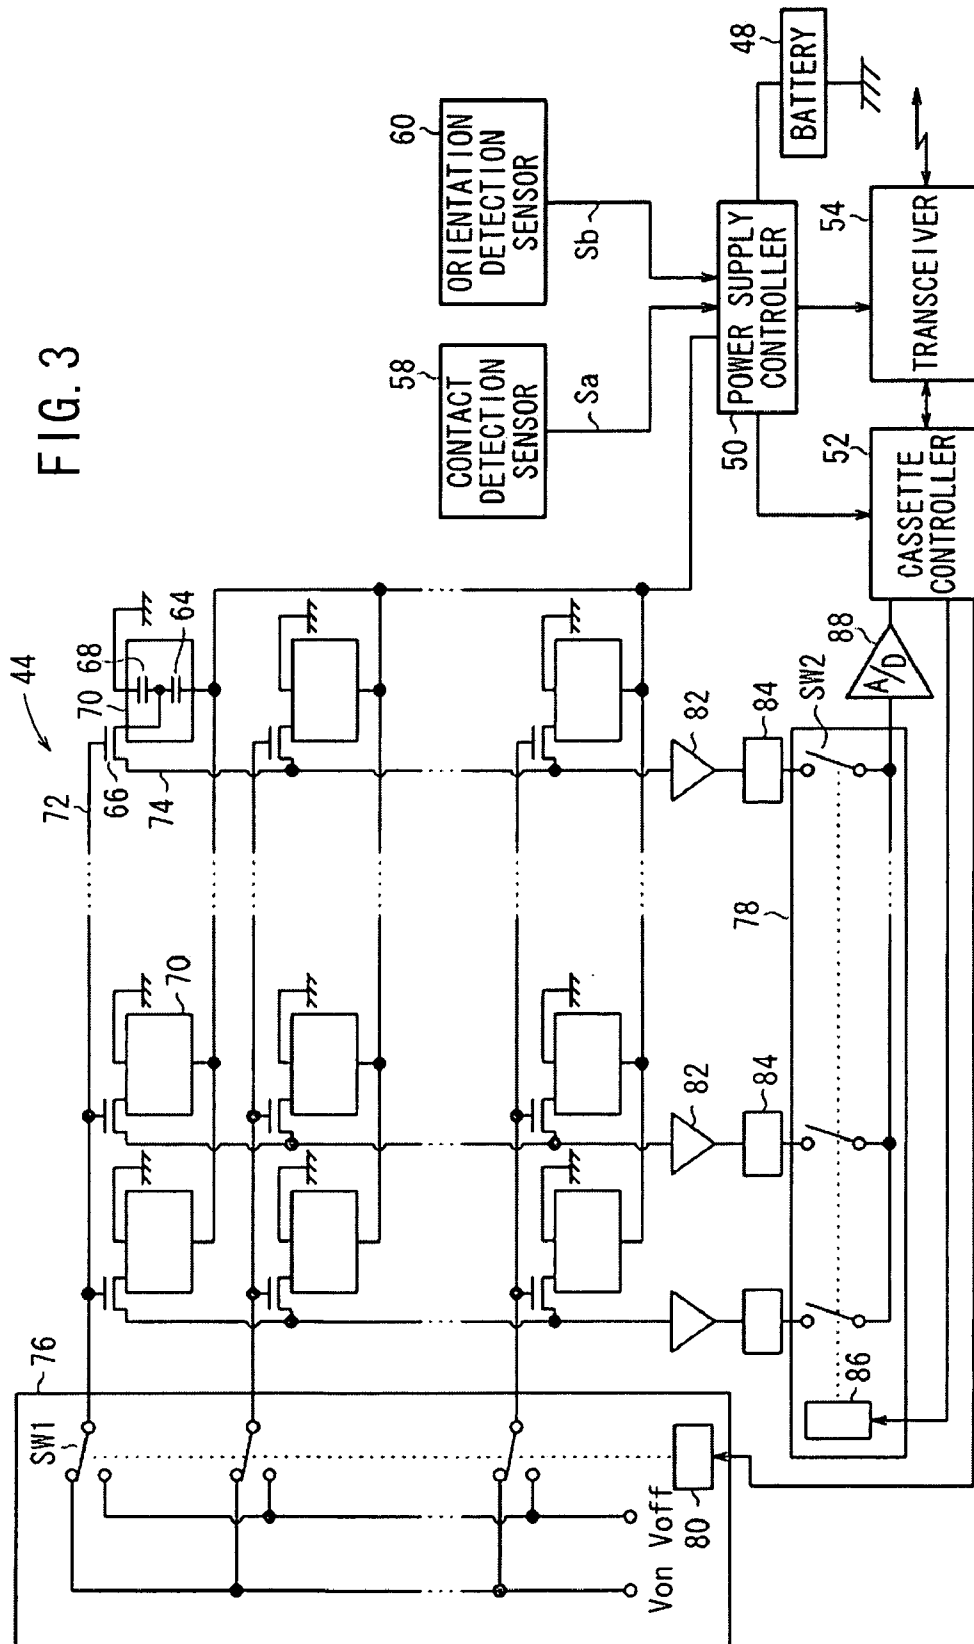 FIG. 3
44
72
66
74
70
68
64
70
76
SW1
Von
Voff
80
82
84
82
84
78
SW2
86
88
A/D
58
CONTACT
DETECTION
SENSOR
Sa
60
ORIENTATION
DETECTION
SENSOR
Sb
50
POWER SUPPLY
CONTROLLER
48
BATTERY
52
CASSETTE
CONTROLLER
54
TRANSCEIVER